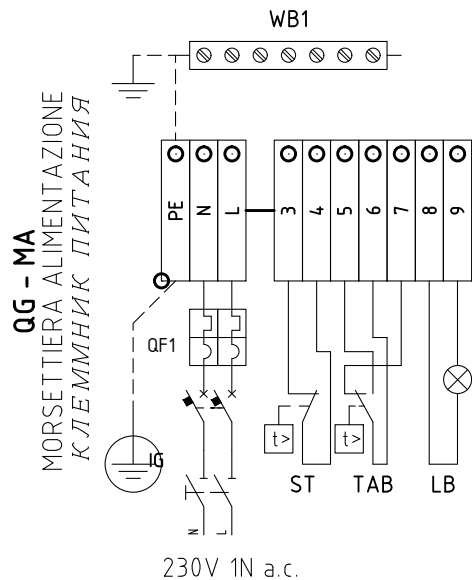 WB1
QG - MA
MORSETTIERA ALIMENTAZIONE
КЛЕММНИК ПИТАНИЯ
PE
N
L
3
4
5
6
7
8
9
QF1
t>
t>
IG
ST
TAB
LB
N
L
230V 1N a.c.